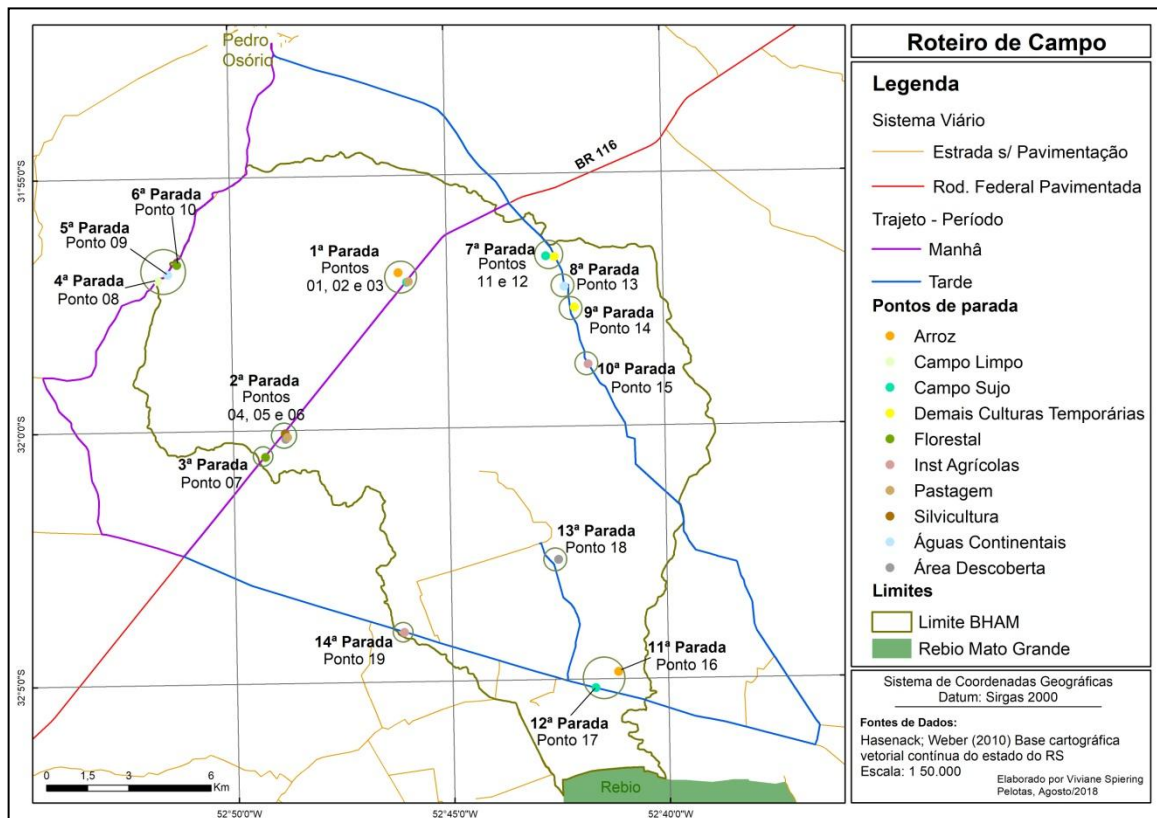 Pedro
Osório
BR 116
6ª Parada
Ponto 10
5ª Parada
Ponto 09
4ª Parada
Ponto 08
1ª Parada
Pontos
01, 02 e 03
7ª Parada
Pontos
11 e 12
8ª Parada
Ponto 13
9ª Parada
Ponto 14
10ª Parada
Ponto 15
2ª Parada
Pontos
04, 05 e 06
3ª Parada
Ponto 07
13ª Parada
Ponto 18
14ª Parada
Ponto 19
11ª Parada
Ponto 16
12ª Parada
Ponto 17
Rebio
31°55'0"S
32°0'0"S
32°5'0"S
0 1,5 3 6
Km
52°50'0"W
52°45'0"W
52°40'0"W
Roteiro de Campo
Legenda
Sistema Viário
Estrada s/ Pavimentação
Rod. Federal Pavimentada
Trajeto - Período
Manhâ
Tarde
Pontos de parada
Arroz
Campo Limpo
Campo Sujo
Demais Culturas Temporárias
Florestal
Inst Agrícolas
Pastagem
Silvicultura
Águas Continentais
Área Descoberta
Limites
Limite BHAM
Rebio Mato Grande
Sistema de Coordenadas Geográficas
Datum: Sirgas 2000
Fontes de Dados:
Hasenack; Weber (2010) Base cartográfica
vetorial contínua do estado do RS
Escala: 1 50.000
Elaborado por Viviane Spiering
Pelotas, Agosto/2018